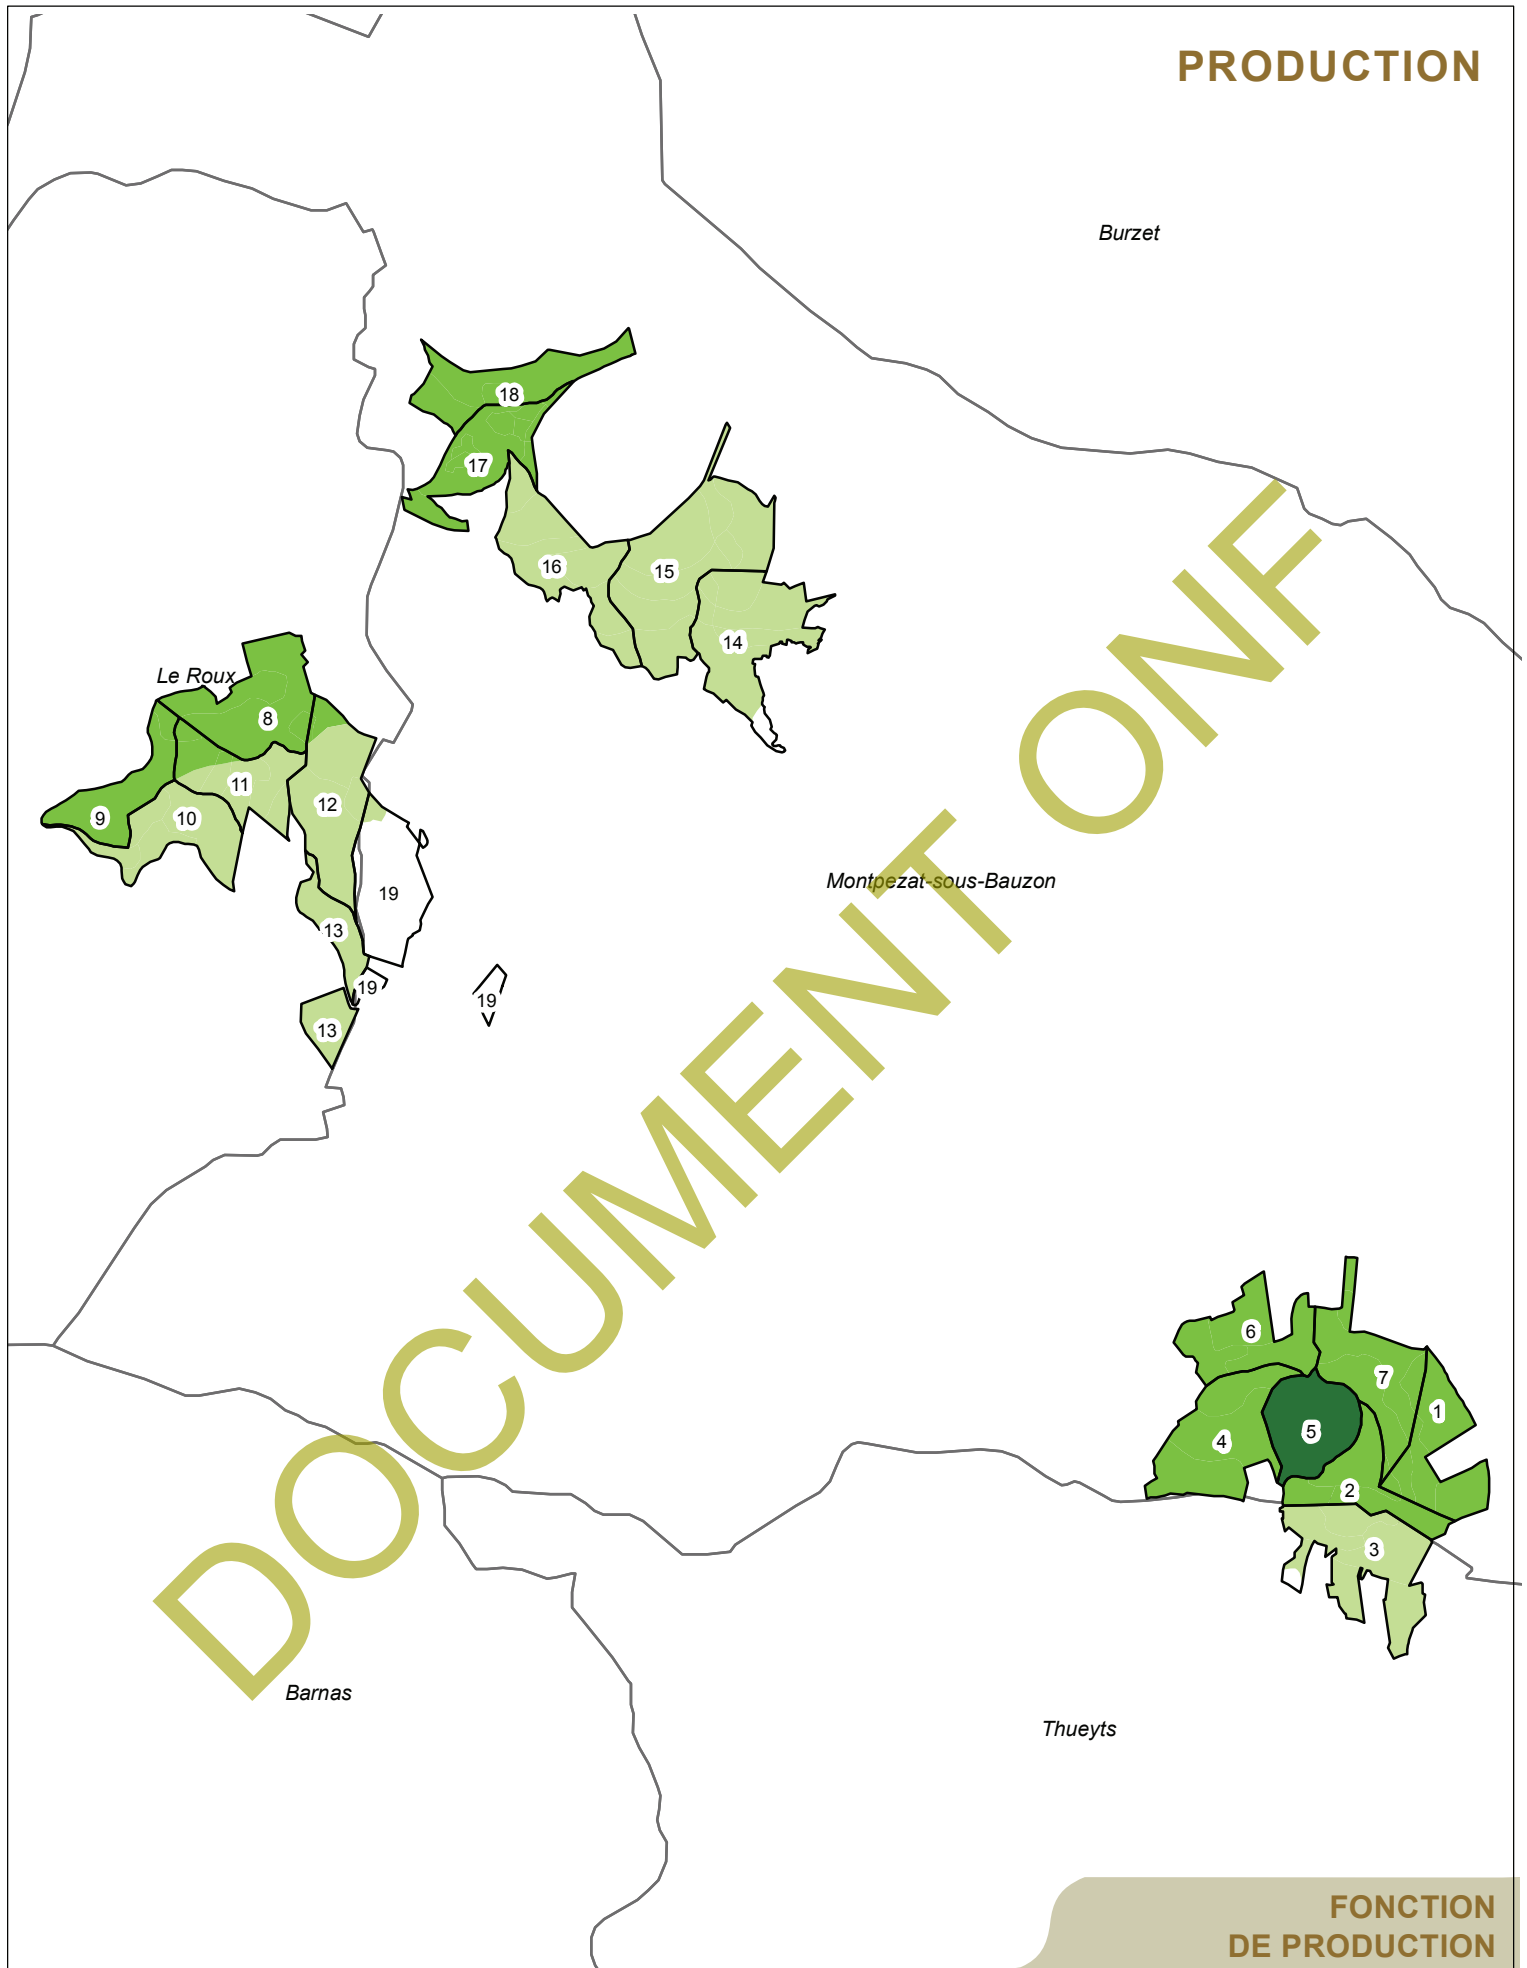 PRODUCTION
Burzet
18
17
16
15
14
Le Roux
8
11
12
9
10
19
13
19
19
13
Montpezat-sous-Bauzon
DOCUMENT ONF
6
7
1
4
5
2
3
Barnas
Thueyts
FONCTION
DE PRODUCTION